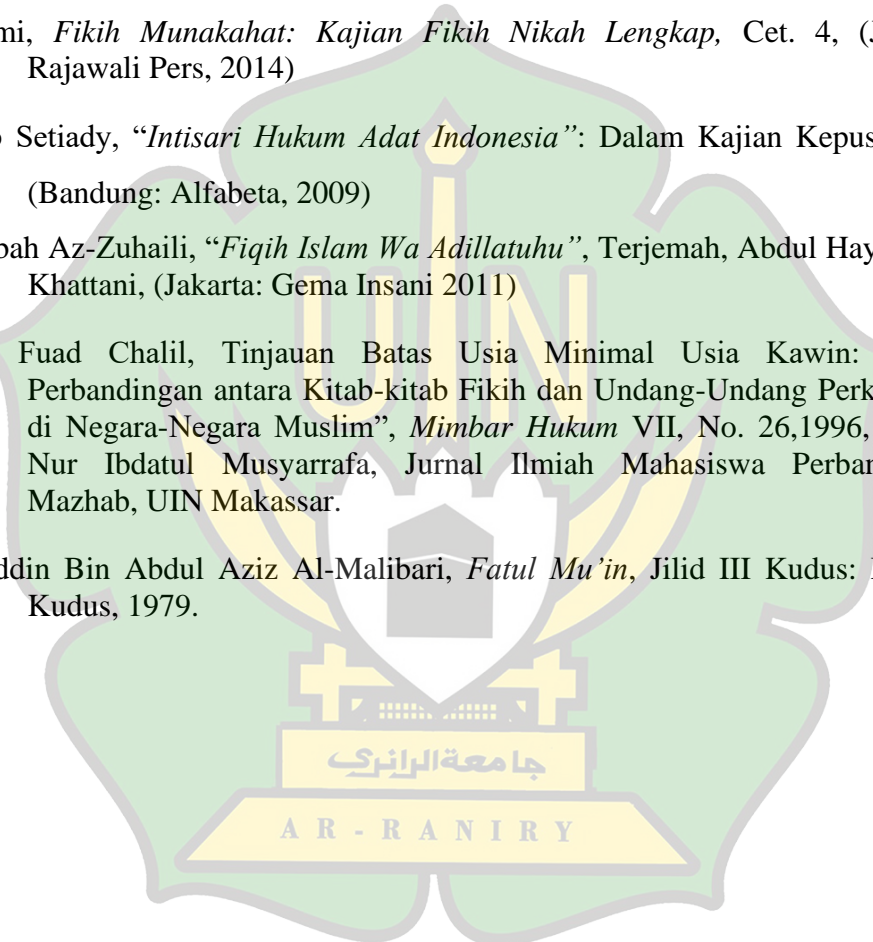 mi, Fikih Munakahat: Kajian Fikih Nikah Lengkap, Cet. 4, (J
Rajawali Pers, 2014)
o Setiady, “Intisari Hukum Adat Indonesia”: Dalam Kajian Kepus
(Bandung: Alfabeta, 2009)
bah Az-Zuhaili, “Fiqih Islam Wa Adillatuhu”, Terjemah, Abdul Hay
Khattani, (Jakarta: Gema Insani 2011)
Fuad Chalil, Tinjauan Batas Usia Minimal Usia Kawin:
Perbandingan antara Kitab-kitab Fikih dan Undang-Undang Perk
di Negara-Negara Muslim”, Mimbar Hukum VII, No. 26,1996,
Nur Ibdatul Musyarrafa, Jurnal Ilmiah Mahasiswa Perban
Mazhab, UIN Makassar.
ddin Bin Abdul Aziz Al-Malibari, Fatul Mu’in, Jilid III Kudus:
Kudus, 1979.
UIN
جامعةالرانري
AR-RANIRY